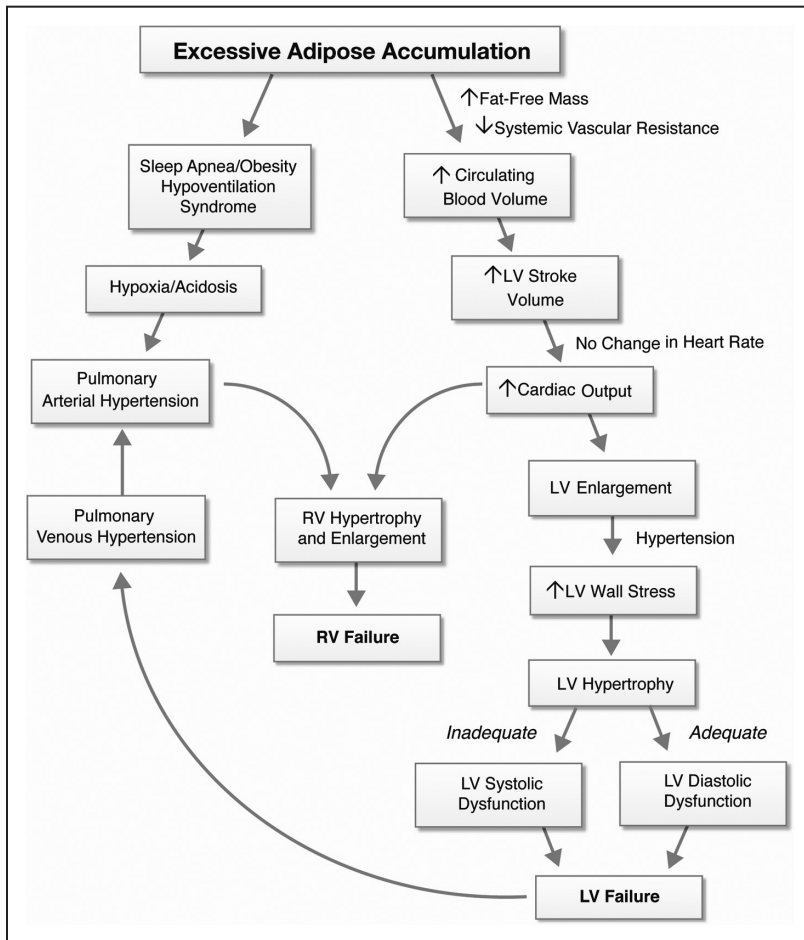 Excessive Adipose Accumulation
↑Fat-Free Mass
↓Systemic Vascular Resistance
Sleep Apnea/Obesity
Hypoventilation
Syndrome
↑ Circulating
Blood Volume
Hypoxia/Acidosis
↑LV Stroke
Volume
No Change in Heart Rate
Pulmonary
Arterial Hypertension
↑Cardiac Output
LV Enlargement
Pulmonary
Venous Hypertension
RV Hypertrophy
and Enlargement
Hypertension
↑LV Wall Stress
RV Failure
LV Hypertrophy
Inadequate
Adequate
LV Systolic
Dysfunction
LV Diastolic
Dysfunction
LV Failure